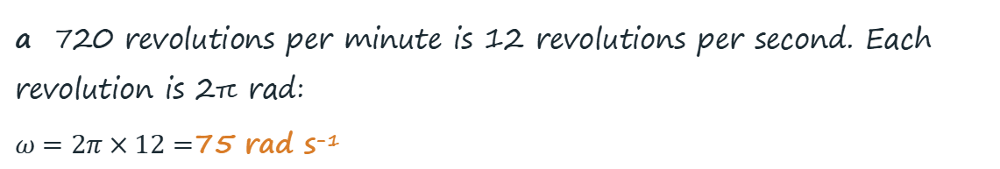 a 720 revolutions per minute is 12 revolutions per second. Each
revolution is 2π rad:
ω = 2π × 12 =75 rad s⁻¹